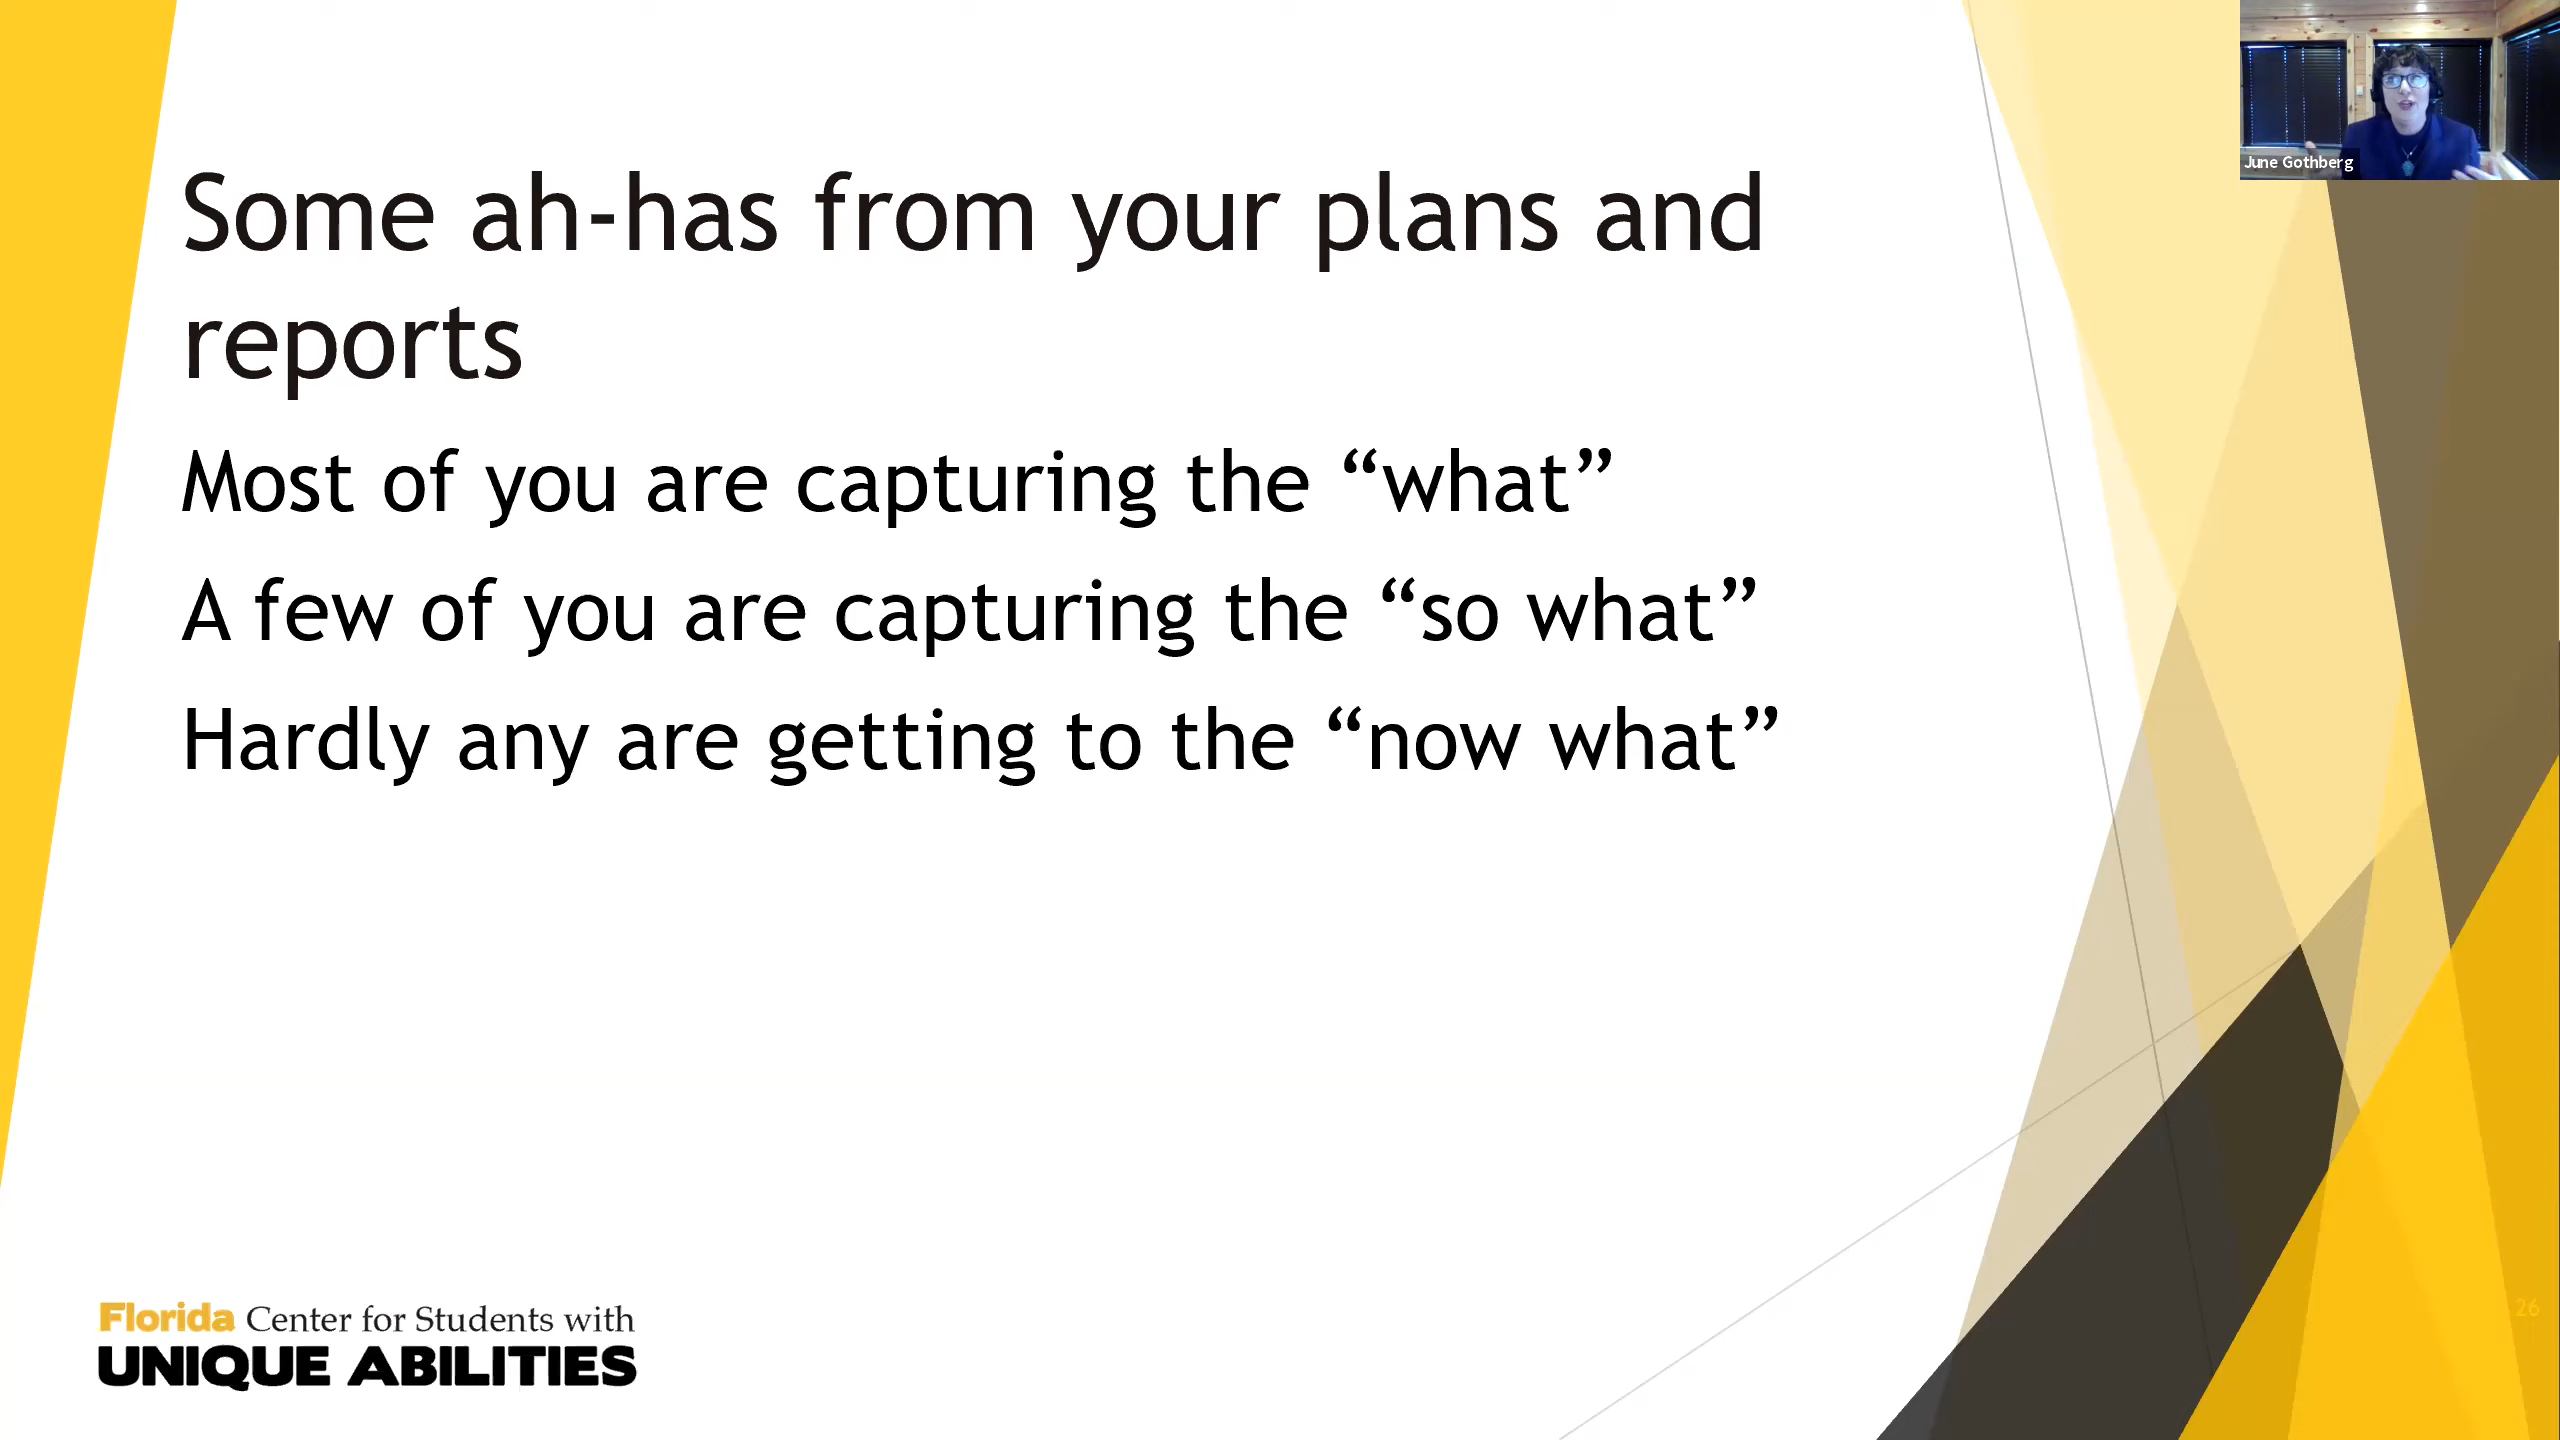 June Gothberg
Some ah-has from your plans and
reports
Most of you are capturing the “what”
A few of you are capturing the “so what”
Hardly any are getting to the “now what”
Florida Center for Students with
UNIQUE ABILITIES
26